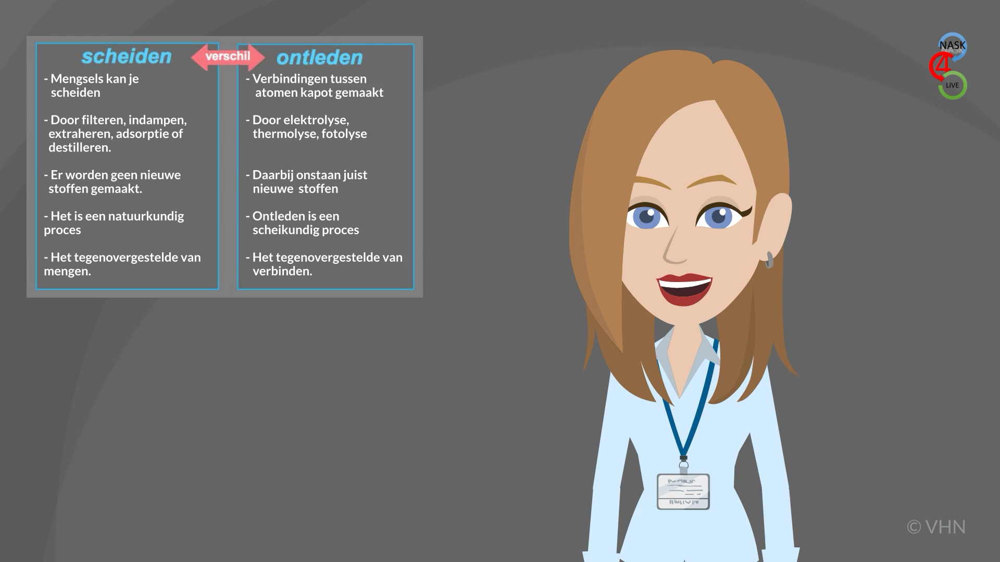 scheiden
verschil
ontleden
- Mengsels kan je
scheiden
- Door filteren, indampen,
extraheren, adsorptie of
destilleren.
- Er worden geen nieuwe
stoffen gemaakt.
- Het is een natuurkundig
proces
- Het tegenovergestelde van
mengen.
- Verbindingen tussen
atomen kapot gemaakt
- Door elektrolyse,
thermolyse, fotolyse
- Daarbij onstaan juist
nieuwe stoffen
- Ontleden is een
scheikundig proces
- Het tegenovergestelde van
verbinden.
NASK
4
LIVE
© VHN